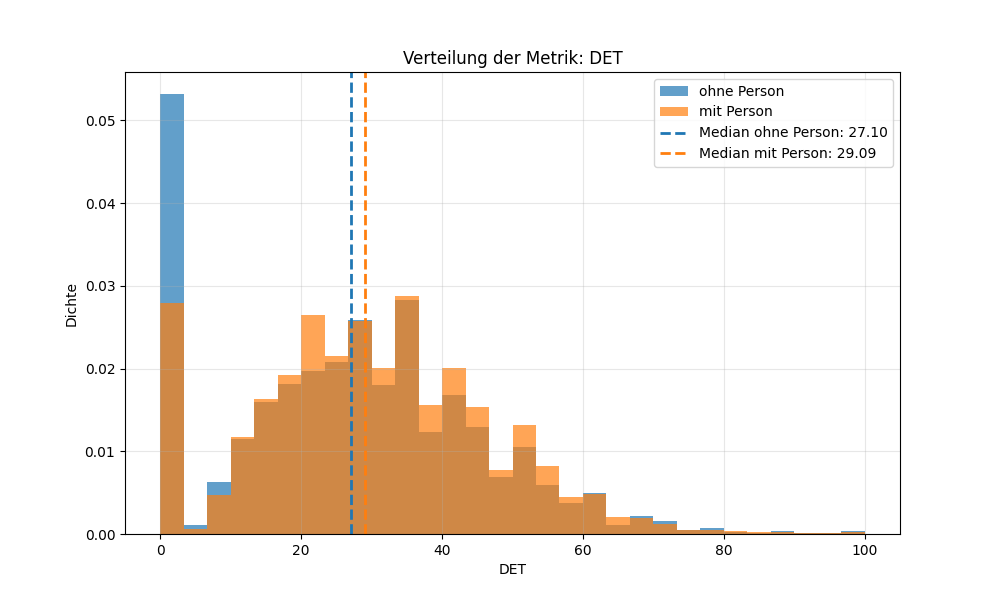 Verteilung der Metrik: DET
ohne Person
mit Person
Median ohne Person: 27.10
Median mit Person: 29.09
Dichte
0.05
0.04
0.03
0.02
0.01
0.00
0 20 40 60 80 100
DET